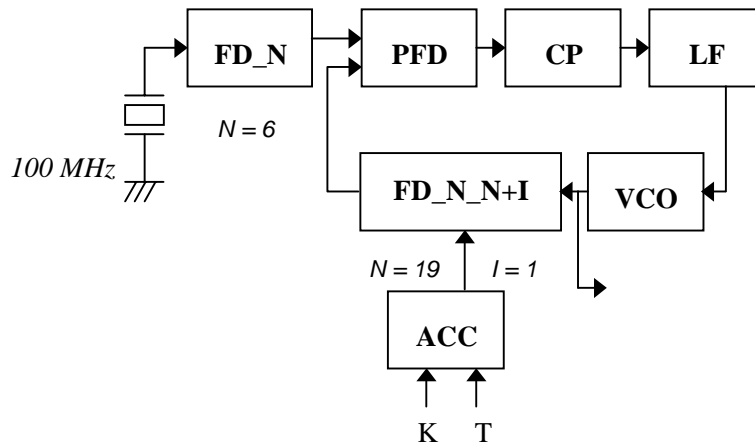 FD_N
PFD
CP
LF
N = 6
100 MHz
FD_N_N+I
VCO
N = 19
I = 1
ACC
K
T